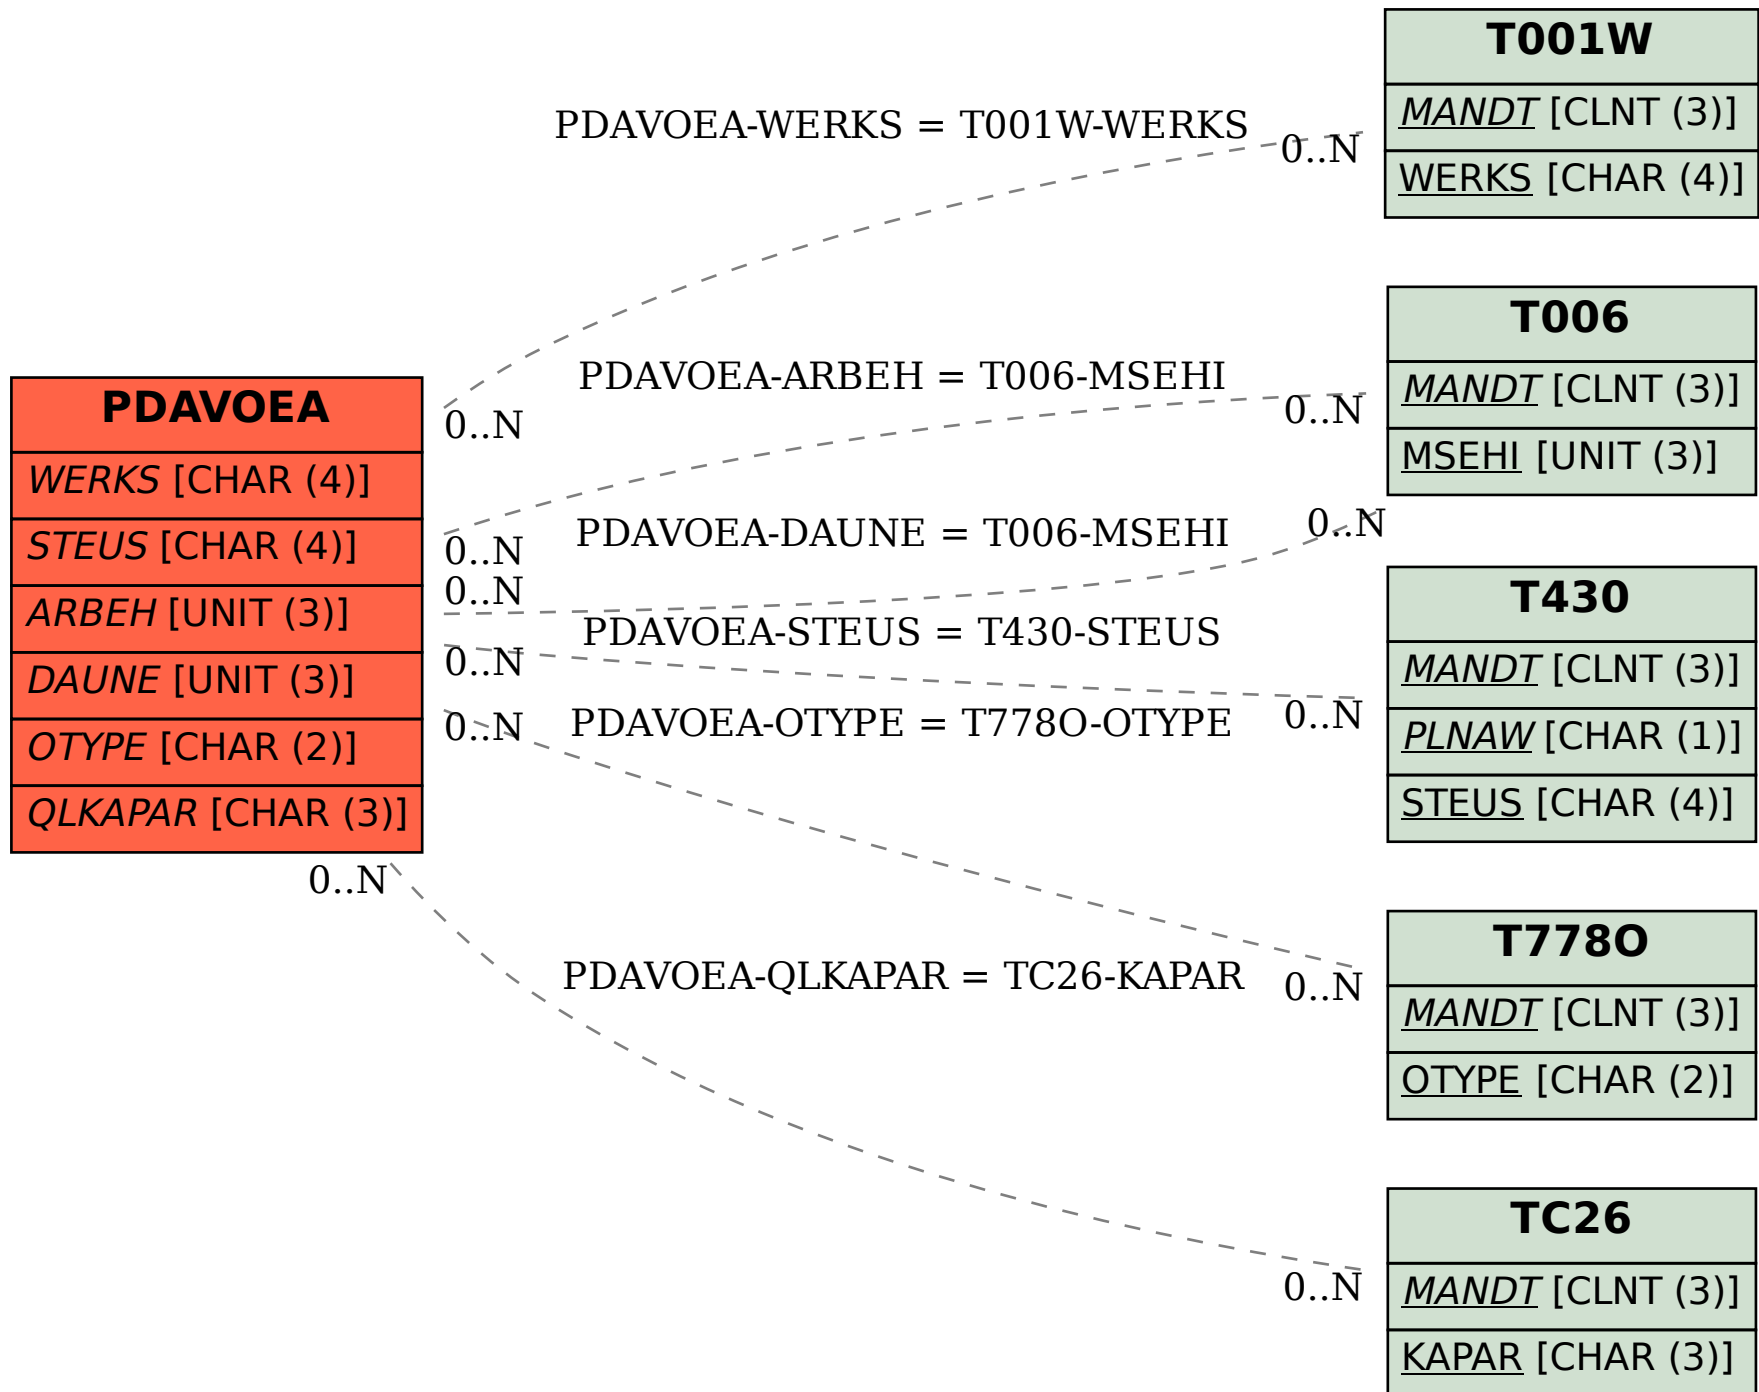 PDAVOEA
WERKS [CHAR (4)]
STEUS [CHAR (4)]
ARBEH [UNIT (3)]
DAUNE [UNIT (3)]
OTYPE [CHAR (2)]
QLKAPAR [CHAR (3)]
PDAVOEA-WERKS = T001W-WERKS
0..N
0..N
PDAVOEA-ARBEH = T006-MSEHI
0..N
0..N
PDAVOEA-DAUNE = T006-MSEHI
0..N
0..N
PDAVOEA-STEUS = T430-STEUS
0..N
0..N
PDAVOEA-OTYPE = T778O-OTYPE
0..N
0..N
PDAVOEA-QLKAPAR = TC26-KAPAR
0..N
0..N
T001W
MANDT [CLNT (3)]
WERKS [CHAR (4)]
T006
MANDT [CLNT (3)]
MSEHI [UNIT (3)]
T430
MANDT [CLNT (3)]
PLNAW [CHAR (1)]
STEUS [CHAR (4)]
T778O
MANDT [CLNT (3)]
OTYPE [CHAR (2)]
TC26
MANDT [CLNT (3)]
KAPAR [CHAR (3)]